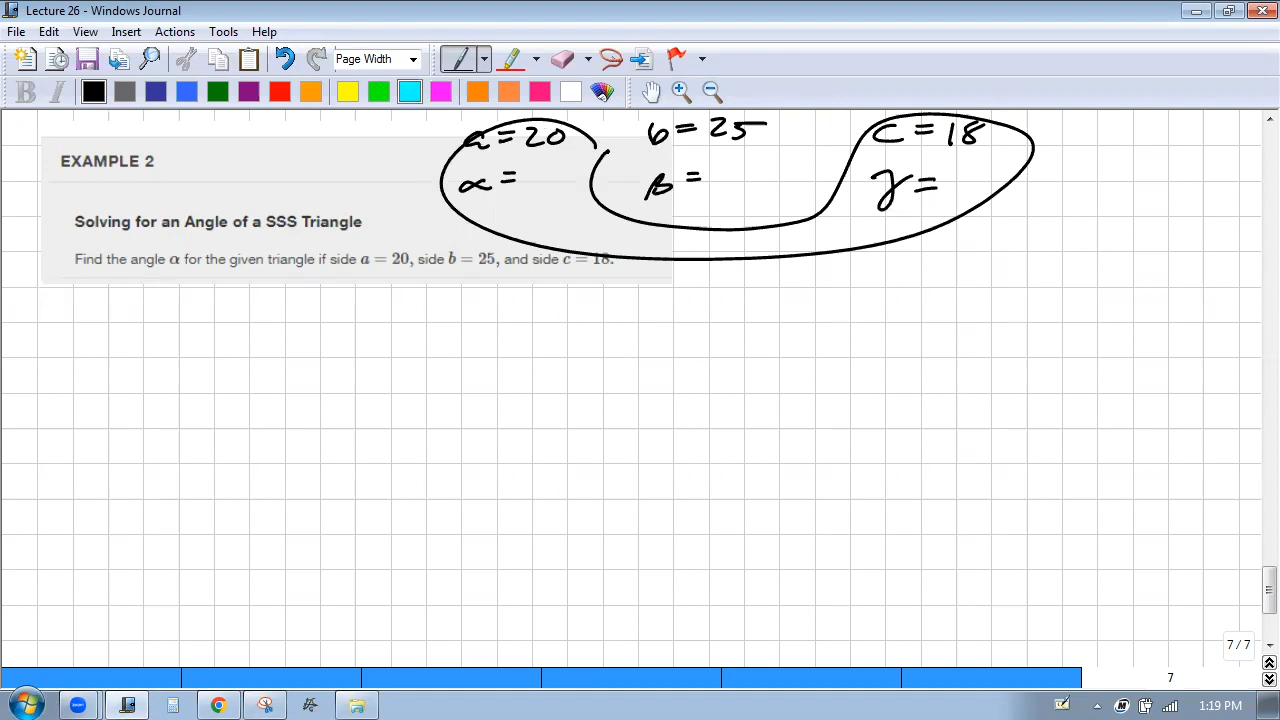 Lecture 26 - Windows Journal
File Edit View Insert Actions Tools Help
Page Width
B I
a = 20 b = 25 c = 18
EXAMPLE 2
α = β = γ =
Solving for an Angle of a SSS Triangle
Find the angle α for the given triangle if side a = 20, side b = 25, and side c = 18.
7 / 7
7
1:19 PM